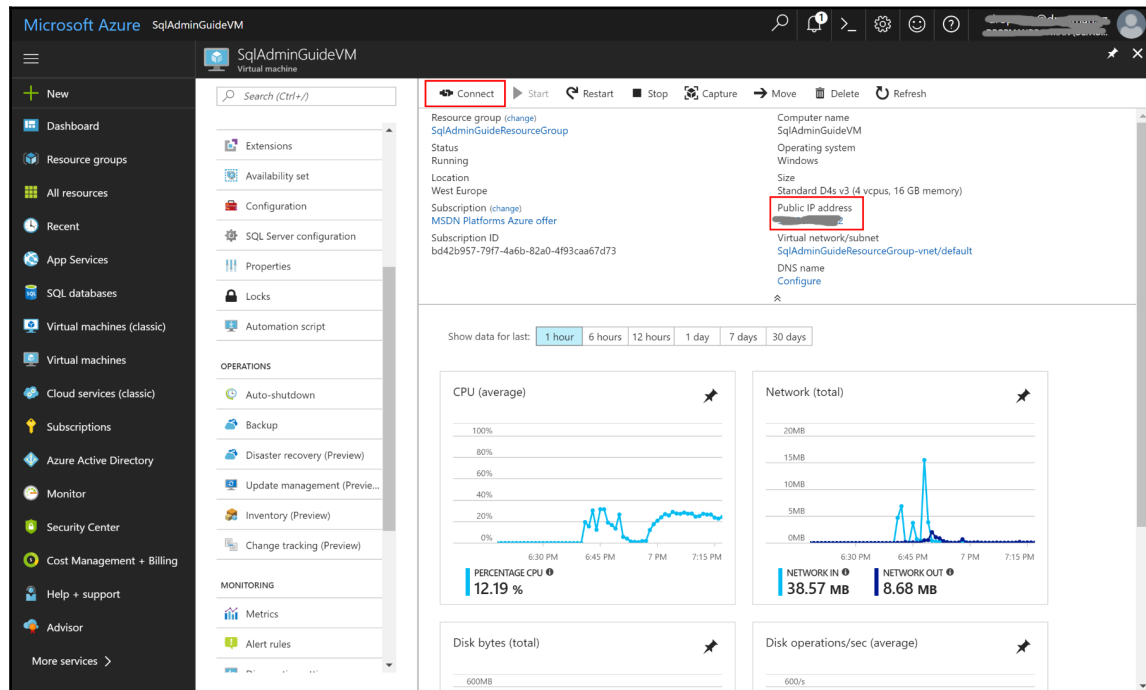 Microsoft Azure SqlAdminGuideVM
1
SqlAdminGuideVM
Virtual machine
New
Dashboard
Resource groups
All resources
Recent
App Services
SQL databases
Virtual machines (classic)
Virtual machines
Cloud services (classic)
Subscriptions
Azure Active Directory
Monitor
Security Center
Cost Management + Billing
Help + support
Advisor
More services
Search (Ctrl+/)
Extensions
Availability set
Configuration
SQL Server configuration
Properties
Locks
Automation script
OPERATIONS
Auto-shutdown
Backup
Disaster recovery (Preview)
Update management (Previe...
Inventory (Preview)
Change tracking (Preview)
MONITORING
Metrics
Alert rules
Connect Start Restart Stop Capture Move Delete Refresh
Resource group (change)
SqlAdminGuideResourceGroup
Status
Running
Location
West Europe
Subscription (change)
MSDN Platforms Azure offer
Subscription ID
bd42b957-79f7-4a6b-82a0-4f93caa67d73
Computer name
SqlAdminGuideVM
Operating system
Windows
Size
Standard D4s v3 (4 vcpus, 16 GB memory)
Public IP address
2
Virtual network/subnet
SqlAdminGuideResourceGroup-vnet/default
DNS name
Configure
Show data for last: 1 hour 6 hours 12 hours 1 day 7 days 30 days
CPU (average)
100%
80%
60%
40%
20%
0%
6:30 PM 6:45 PM 7 PM 7:15 PM
PERCENTAGE CPU
12.19 %
Network (total)
20MB
15MB
10MB
5MB
0MB
6:30 PM 6:45 PM 7 PM 7:15 PM
NETWORK IN NETWORK OUT
38.57 MB 8.68 MB
Disk bytes (total)
600MB
Disk operations/sec (average)
600/s